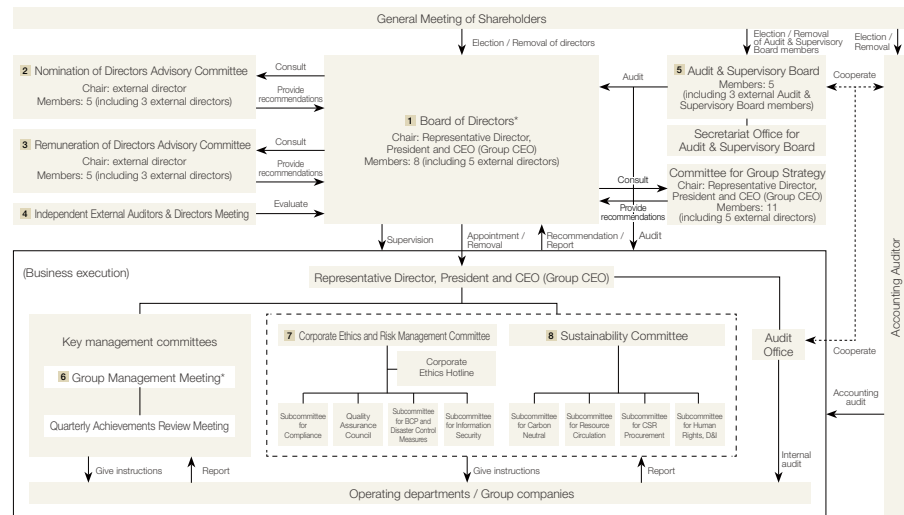 General Meeting of Shareholders
Election / Removal of directors
Election / Removal
of Audit & Supervisory
Board members
Election /
Removal
2 Nomination of Directors Advisory Committee
Chair: external director
Members: 5 (including 3 external directors)
Consult
Provide
recommendations
3 Remuneration of Directors Advisory Committee
Chair: external director
Members: 5 (including 3 external directors)
Consult
Provide
recommendations
4 Independent External Auditors & Directors Meeting
Evaluate
1 Board of Directors*
Chair: Representative Director,
President and CEO (Group CEO)
Members: 8 (including 5 external directors)
Audit
5 Audit & Supervisory Board
Members: 5
(including 3 external Audit &
Supervisory Board members)
Cooperate
Secretariat Office for
Audit & Supervisory Board
Consult
Provide
recommendations
Committee for Group Strategy
Chair: Representative Director,
President and CEO (Group CEO)
Members: 11
(including 5 external directors)
Supervision
Appointment /
Removal
Recommendation /
Report
Audit
Accounting Auditor
(Business execution)
Representative Director, President and CEO (Group CEO)
Key management committees
6 Group Management Meeting*
Quarterly Achievements Review Meeting
7 Corporate Ethics and Risk Management Committee
Corporate
Ethics Hotline
Subcommittee
for
Compliance
Quality
Assurance
Council
Subcommittee
for BCP and
Disaster Control
Measures
Subcommittee
for Information
Security
8 Sustainability Committee
Subcommittee
for Carbon
Neutral
Subcommittee
for Resource
Circulation
Subcommittee
for CSR
Procurement
Subcommittee
for Human
Rights, D&I
Audit
Office
Cooperate
Accounting
audit
Internal
audit
Give instructions
Report
Give instructions
Report
Operating departments / Group companies